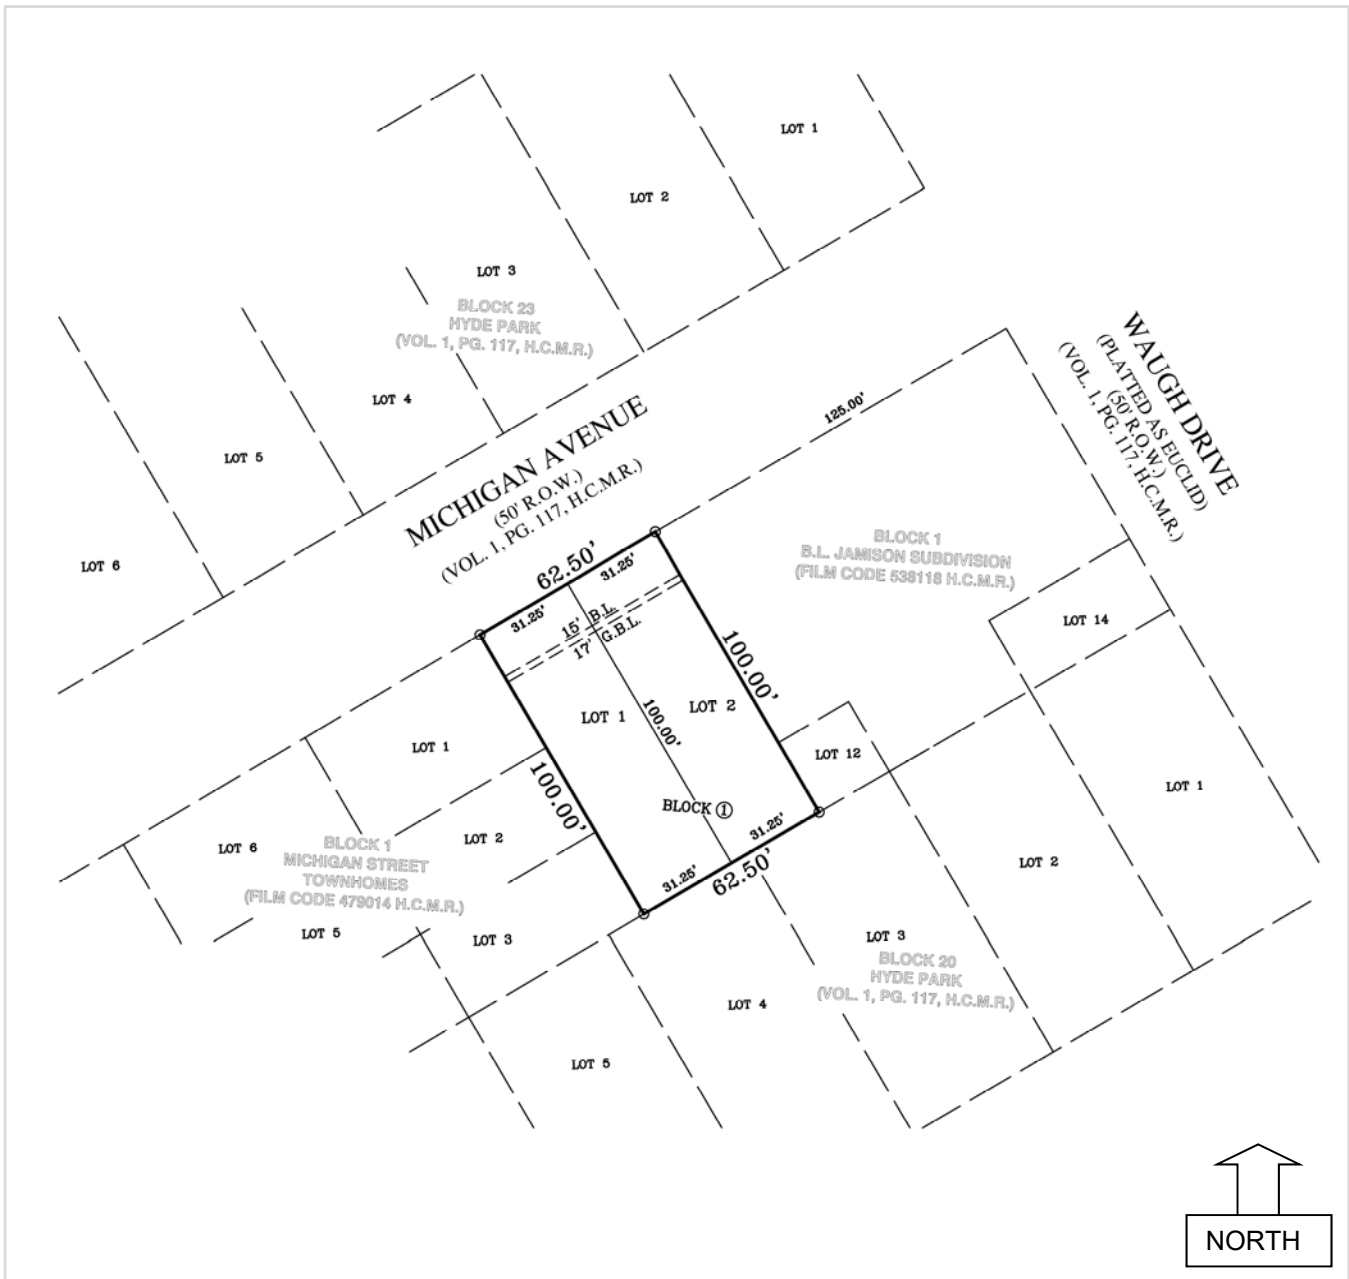 LOT 1
LOT 2
LOT 3
BLOCK 23
HYDE PARK
(VOL. 1, PG. 117, H.C.M.R.)
LOT 4
LOT 5
LOT 6
MICHIGAN AVENUE
(50' R.O.W.)
(VOL. 1, PG. 117, H.C.M.R.)
125.00'
WAUGH DRIVE
(PLATTED AS EUCLID)
(50' R.O.W.)
(VOL. 1, PG. 117, H.C.M.R.)
BLOCK 1
B.L. JAMISON SUBDIVISION
(FILM CODE 538118 H.C.M.R.)
62.50'
31.25'
31.25'
15' B.L.
17' G.B.L.
100.00'
LOT 1
100.00'
LOT 2
BLOCK 1
100.00'
31.25'
31.25'
62.50'
LOT 14
LOT 12
LOT 1
LOT 2
LOT 3
BLOCK 20
HYDE PARK
(VOL. 1, PG. 117, H.C.M.R.)
LOT 4
LOT 5
LOT 1
LOT 2
LOT 6
BLOCK 1
MICHIGAN STREET
TOWNHOMES
(FILM CODE 479014 H.C.M.R.)
LOT 5
LOT 3
NORTH